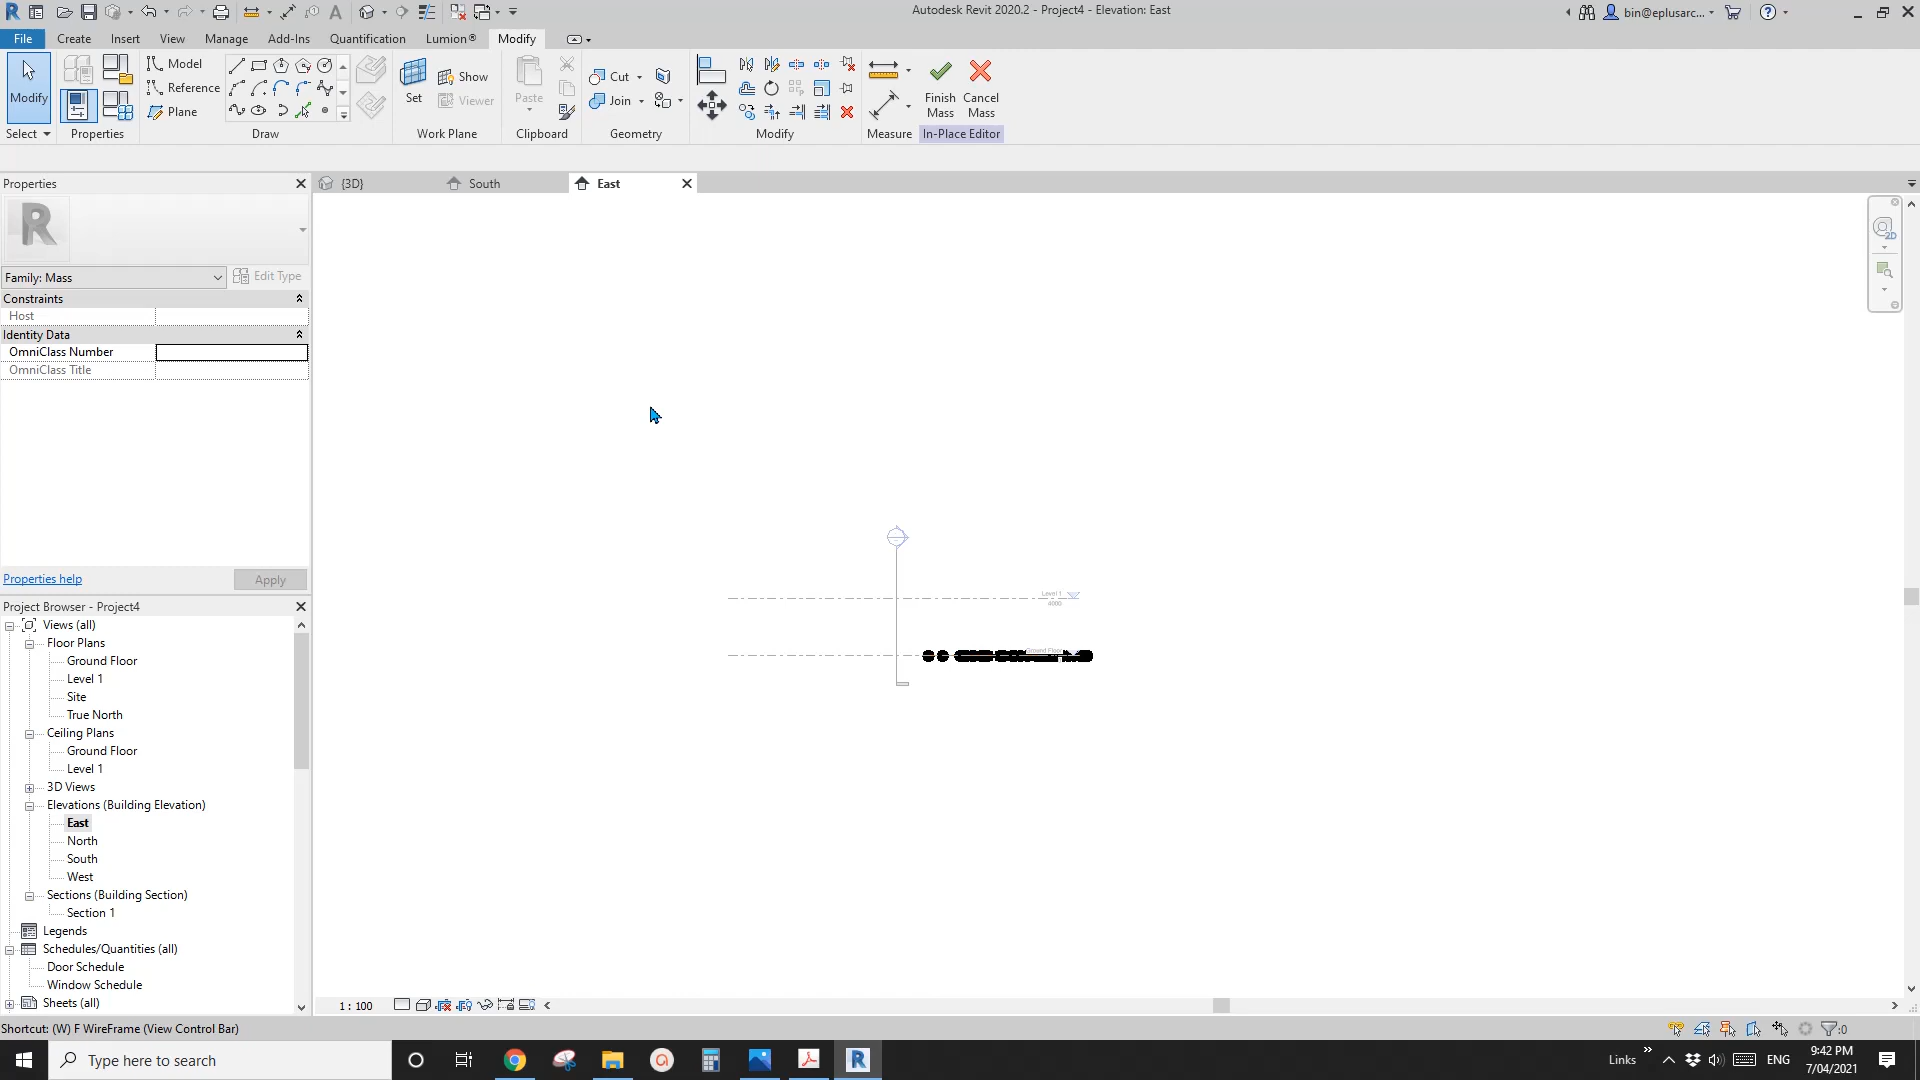 Autodesk Revit 2020.2 - Project4 - Elevation: East
bin@eplusarc...
File Create Insert View Manage Add-Ins Quantification Lumion® Modify
Modify
Select
Properties
Model
Reference
Plane
Draw
Set
Show
Viewer
Work Plane
Paste
Clipboard
Cut
Join
Geometry
Modify
Measure
Finish Mass
Cancel Mass
In-Place Editor
Properties
{3D}
South
East
Family: Mass
Edit Type
Constraints
Host
Identity Data
OmniClass Number
OmniClass Title
Properties help
Apply
Level 1
4000
Ground Floor
Project Browser - Project4
Views (all)
Floor Plans
Ground Floor
Level 1
Site
True North
Ceiling Plans
Ground Floor
Level 1
3D Views
Elevations (Building Elevation)
East
North
South
West
Sections (Building Section)
Section 1
Legends
Schedules/Quantities (all)
Door Schedule
Window Schedule
Sheets (all)
1 : 100
Shortcut: (W) F WireFrame (View Control Bar)
:0
Type here to search
Links
ENG
9:42 PM
7/04/2021